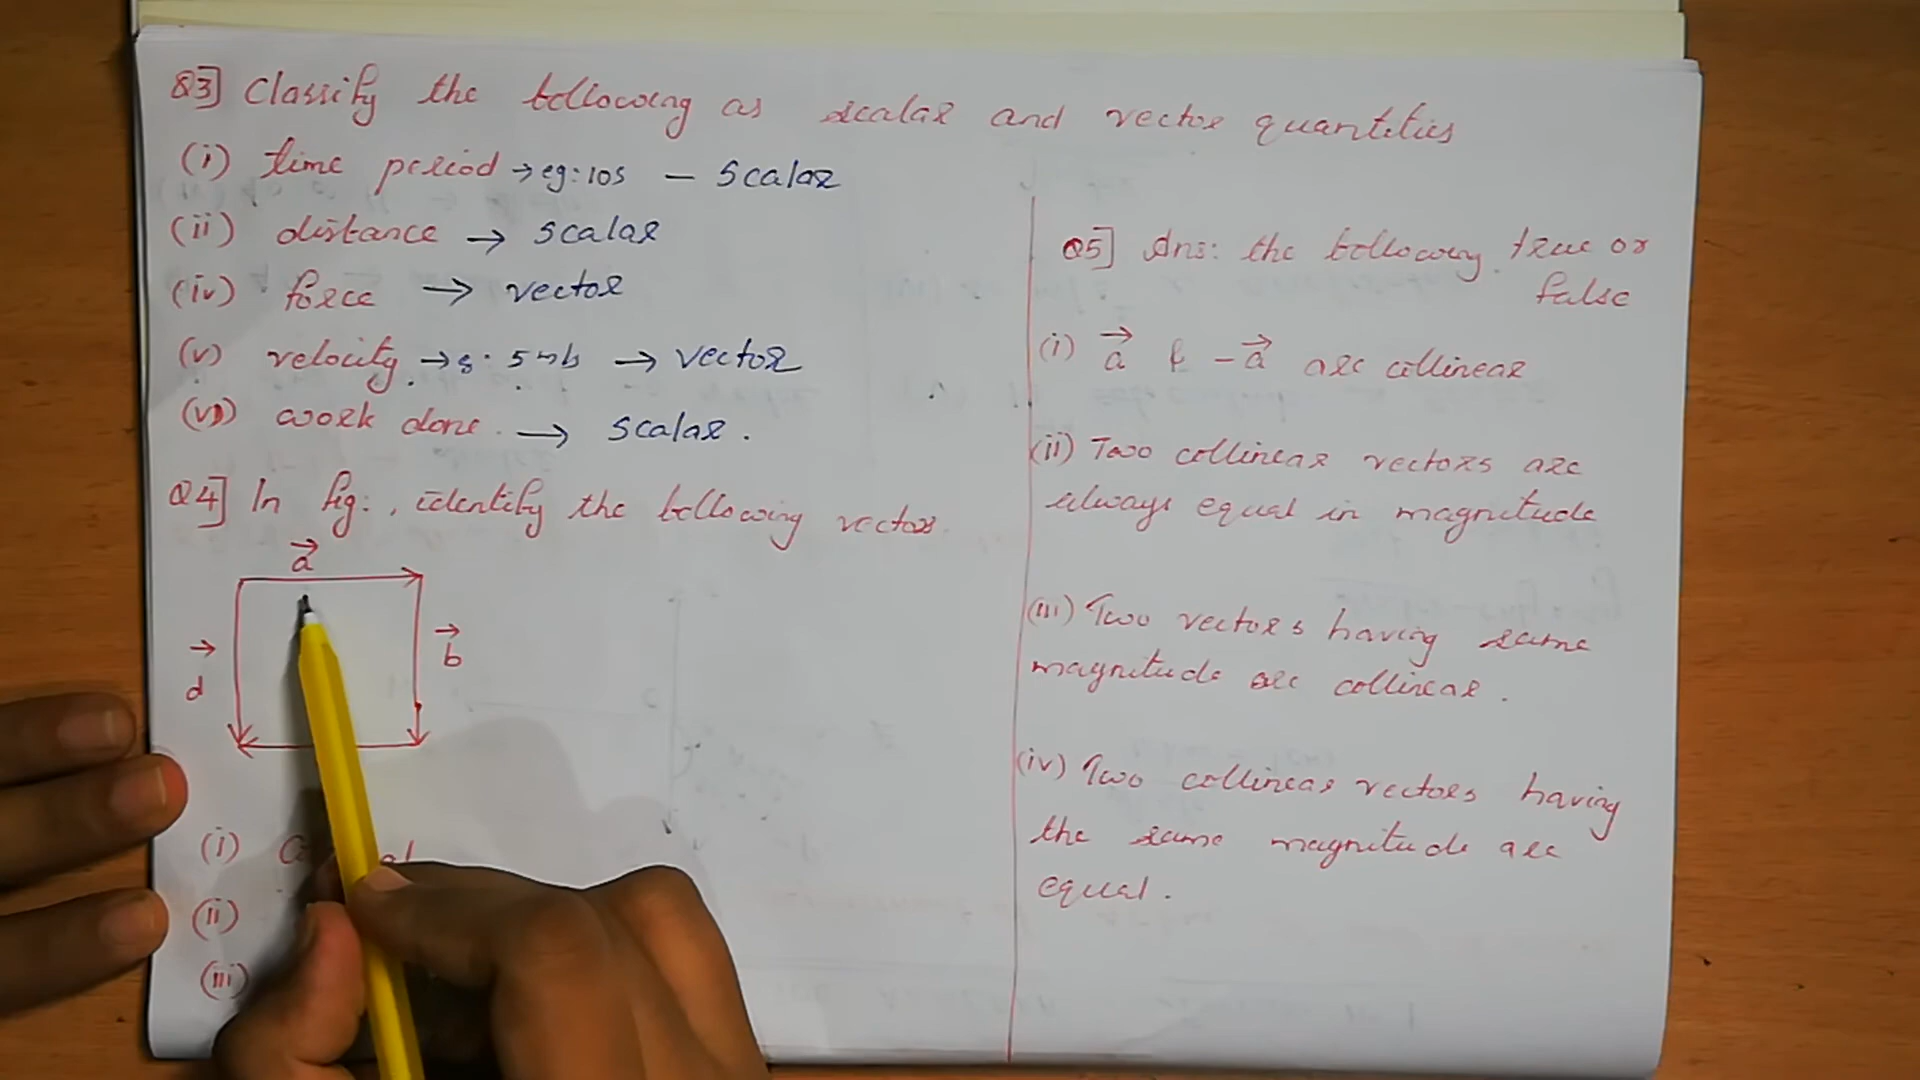 Q3] Classify the following as scalar and vector quantities
(i) time period → eg: 10s – Scalar
(ii) distance → Scalar
(iv) force → vector
(v) velocity → → vector
(vi) work done → Scalar.
Q4] In fig:, identify the following vectors
→a
→b
→d
(i)
(ii)
(iii)
Q5] Ans: the following true or
false
(i) →a & -→a are collinear
(ii) Two collinear vectors are
always equal in magnitude
(iii) Two vectors having same
magnitude are collinear.
(iv) Two collinear vectors having
the same magnitude are
equal.